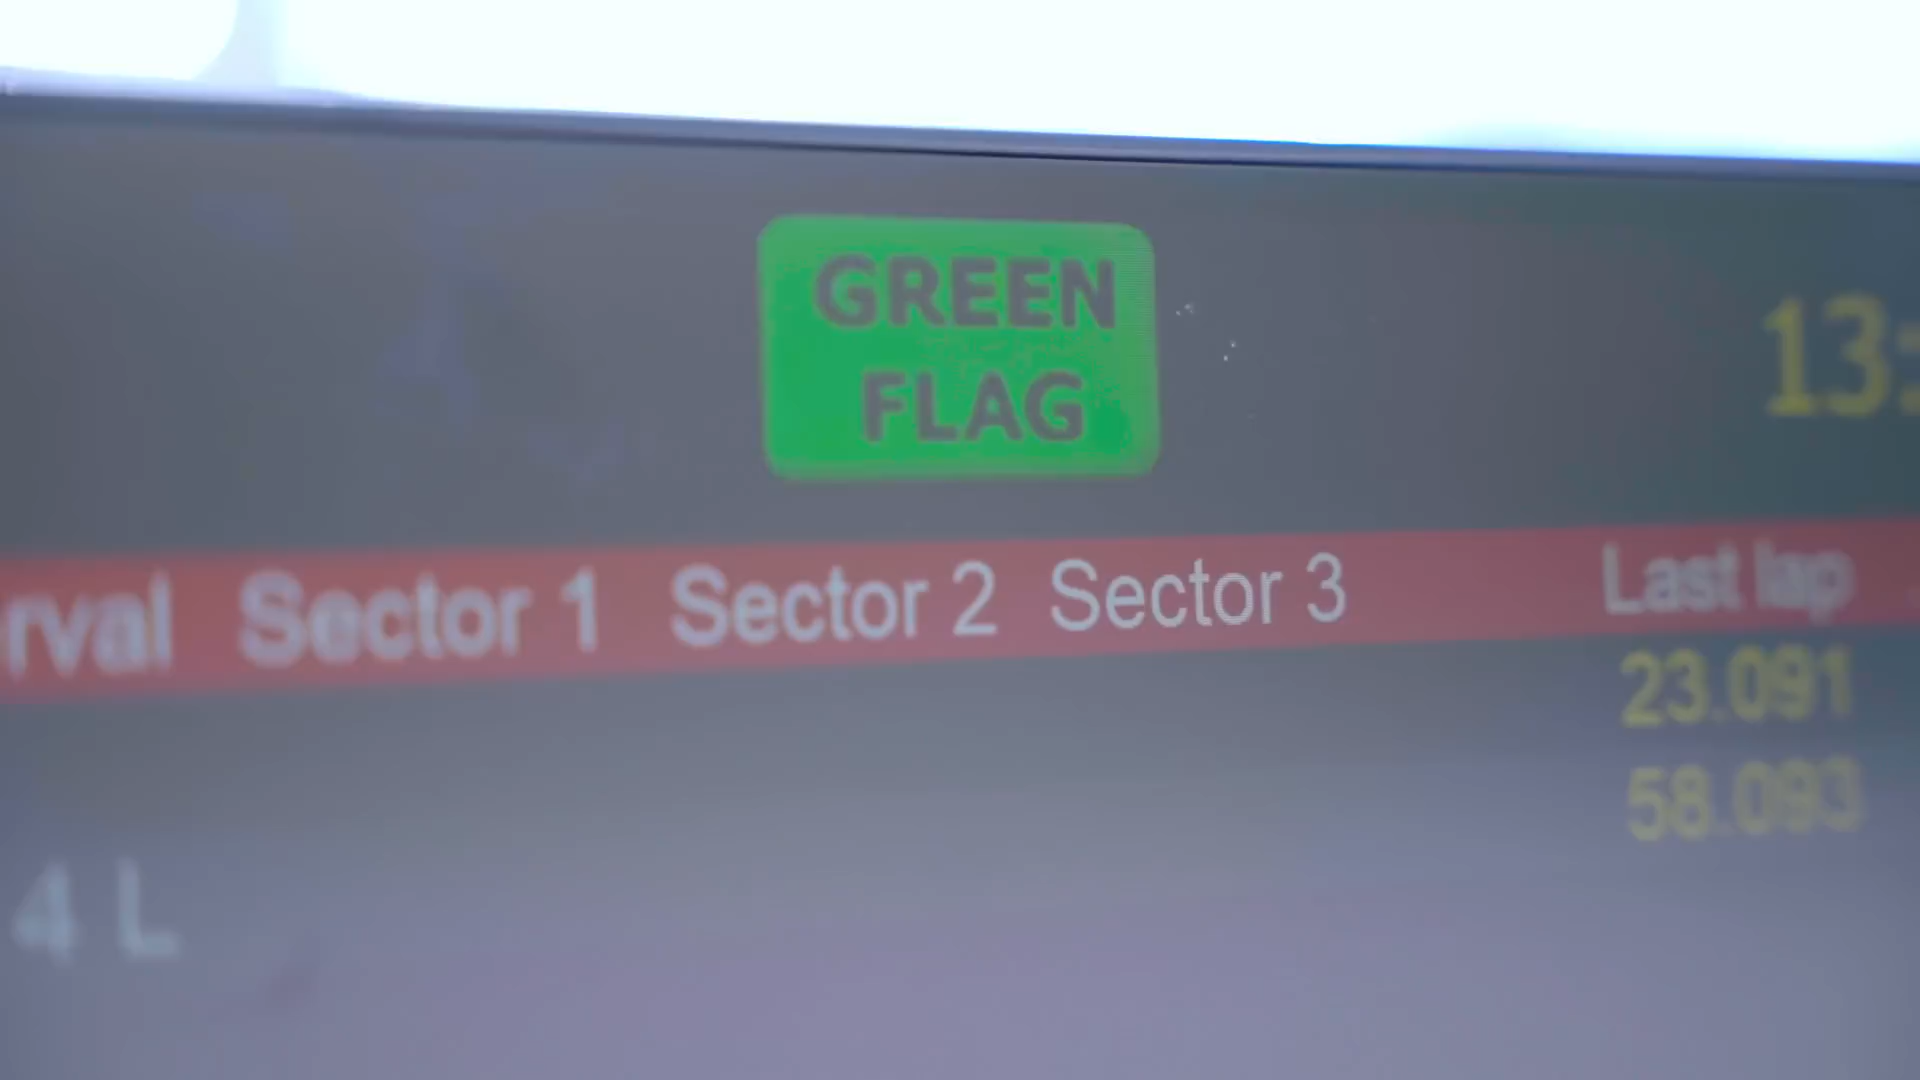 GREEN
FLAG
13:
rval Sector 1 Sector 2 Sector 3 Last lap
23.091
58.093
4 L